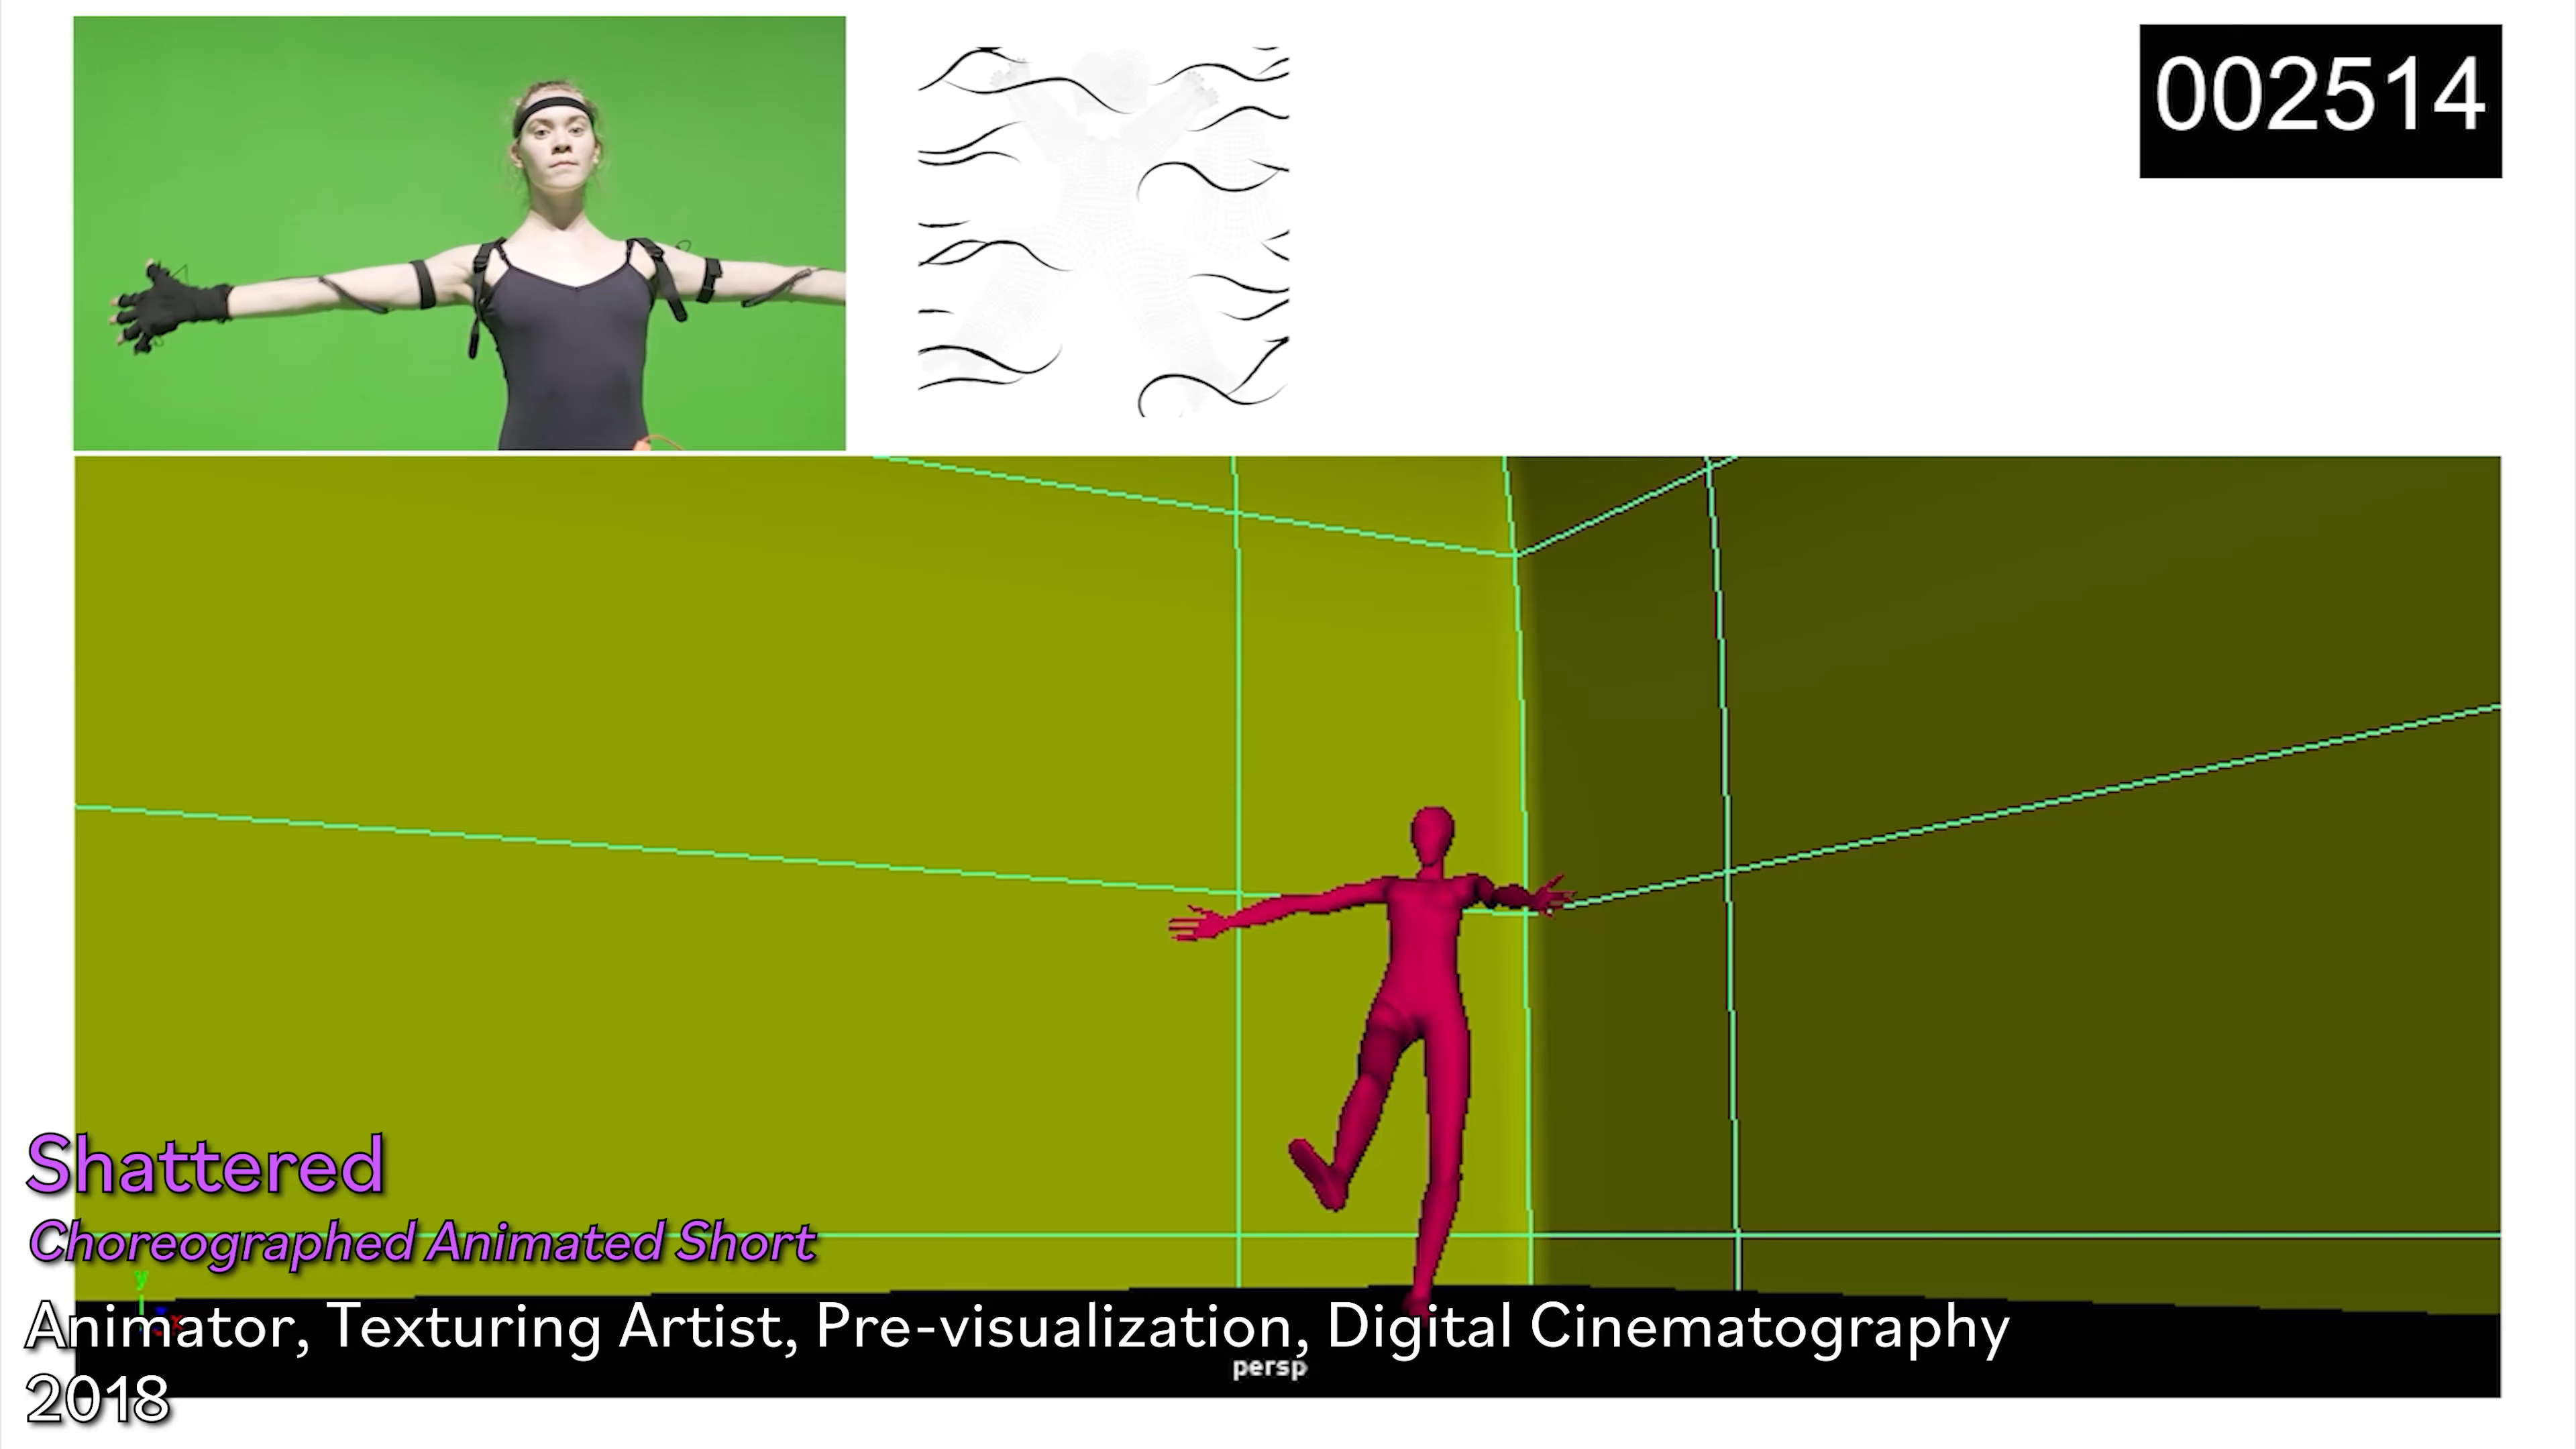 002514
Shattered
Choreographed Animated Short
y
x
Animator, Texturing Artist, Pre-visualization, Digital Cinematography
persp
2018